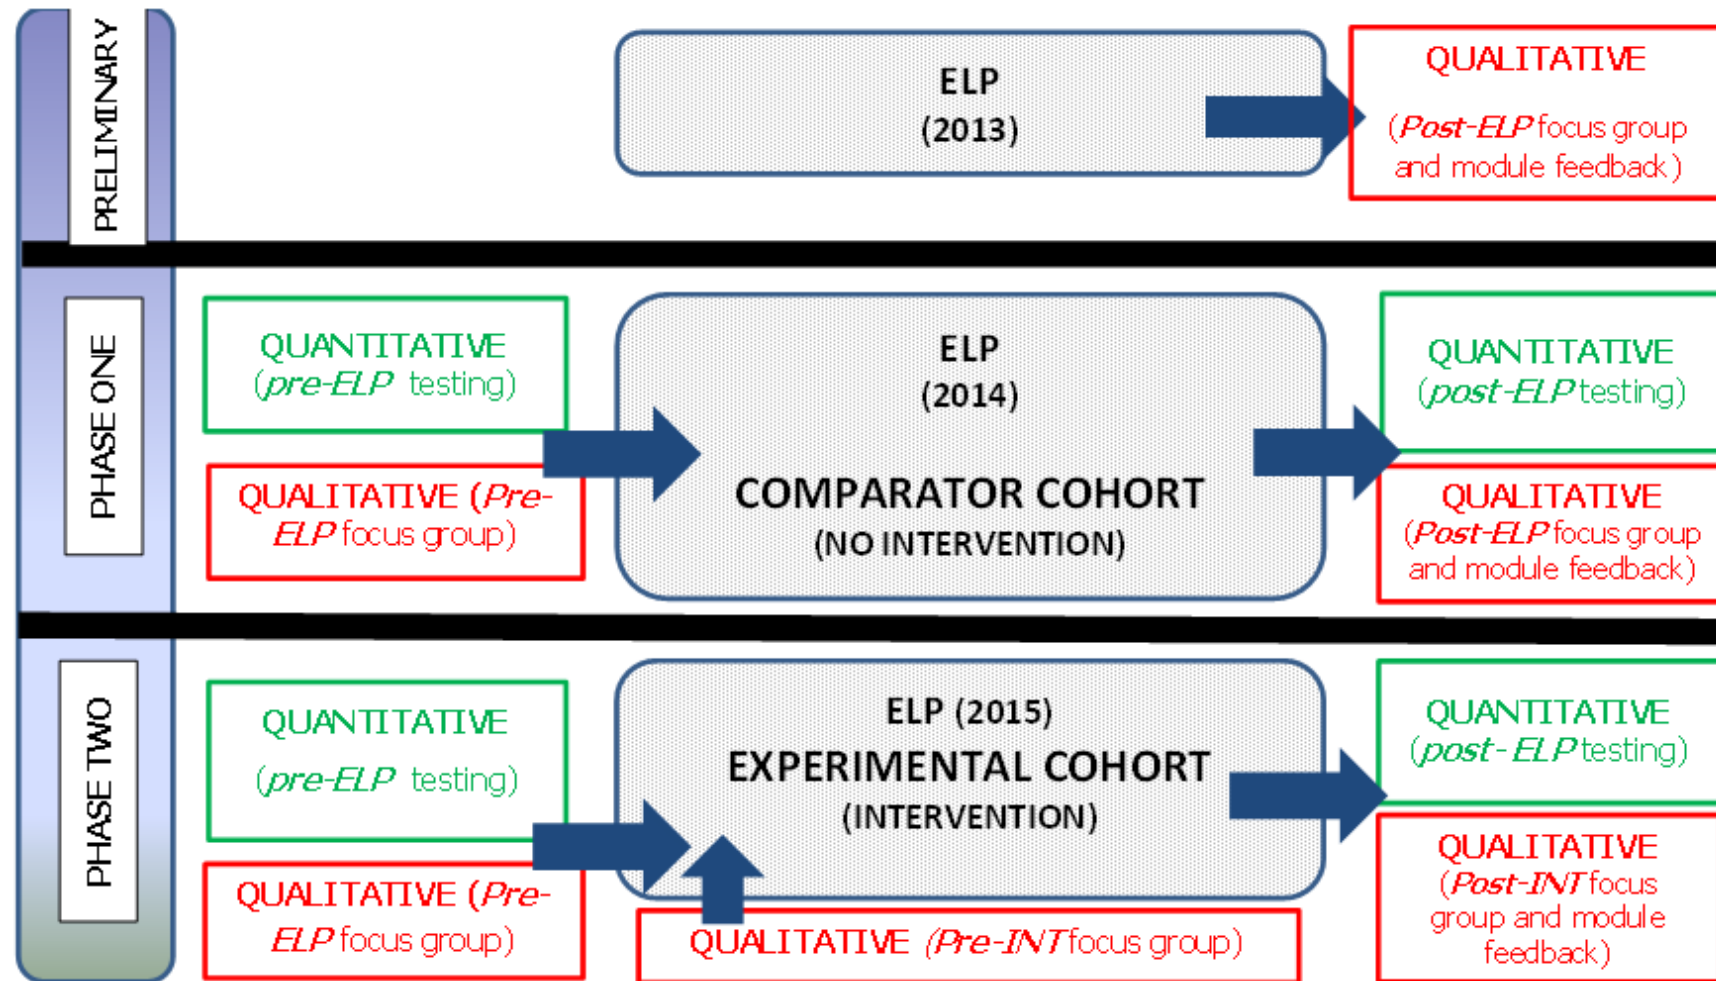 PRELIMINARY
ELP
(2013)
QUALITATIVE
(Post-ELP focus group
and module feedback)
PHASE ONE
QUANTITATIVE
(pre-ELP testing)
QUALITATIVE (Pre-
ELP focus group)
ELP
(2014)
COMPARATOR COHORT
(NO INTERVENTION)
QUANTITATIVE
(post-ELP testing)
QUALITATIVE
(Post-ELP focus group
and module feedback)
PHASE TWO
QUANTITATIVE
(pre-ELP testing)
QUALITATIVE (Pre-
ELP focus group)
ELP (2015)
EXPERIMENTAL COHORT
(INTERVENTION)
QUALITATIVE (Pre-INT focus group)
QUANTITATIVE
(post- ELP testing)
QUALITATIVE
(Post-INT focus
group and module
feedback)